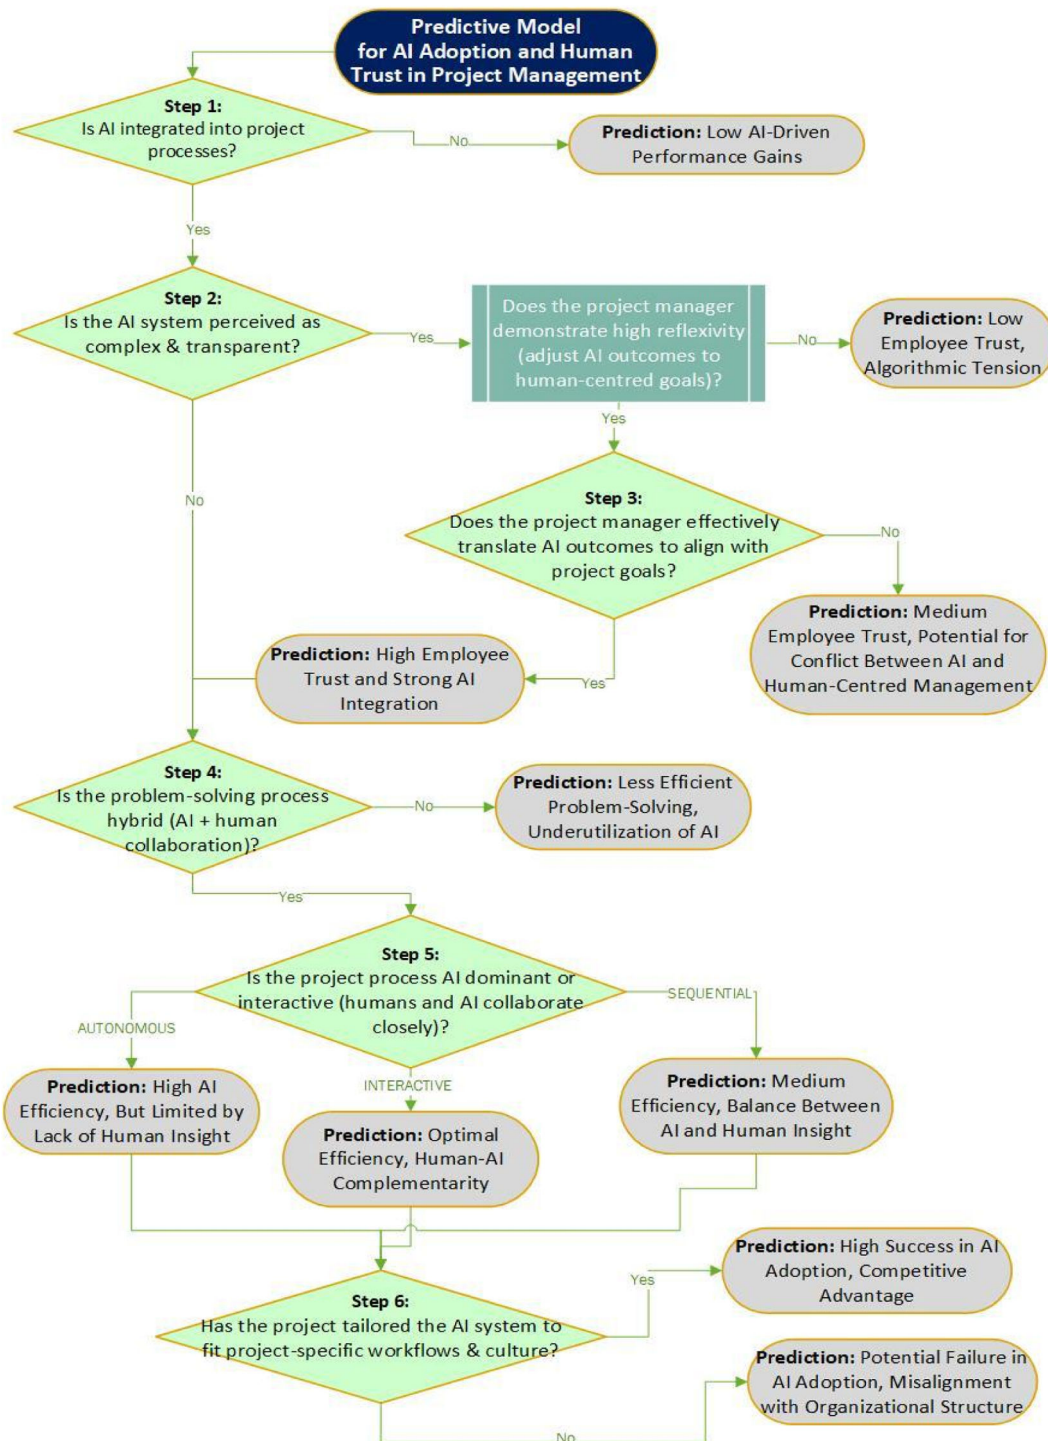 Predictive Model
for AI Adoption and Human
Trust in Project Management
Step 1:
Is AI integrated into project
processes?
No
Prediction: Low AI-Driven
Performance Gains
Yes
Step 2:
Is the AI system perceived as
complex & transparent?
Yes
Does the project manager
demonstrate high reflexivity
(adjust AI outcomes to
human-centred goals)?
No
Prediction: Low
Employee Trust,
Algorithmic Tension
Yes
No
Step 3:
Does the project manager effectively
translate AI outcomes to align with
project goals?
No
Prediction: Medium
Employee Trust, Potential for
Conflict Between AI and
Human-Centred Management
Yes
Prediction: High Employee
Trust and Strong AI
Integration
Step 4:
Is the problem-solving process
hybrid (AI + human
collaboration)?
No
Prediction: Less Efficient
Problem-Solving,
Underutilization of AI
Yes
Step 5:
Is the project process AI dominant or
interactive (humans and AI collaborate
closely)?
AUTONOMOUS
INTERACTIVE
SEQUENTIAL
Prediction: High AI
Efficiency, But Limited by
Lack of Human Insight
Prediction: Optimal
Efficiency, Human-AI
Complementarity
Prediction: Medium
Efficiency, Balance Between
AI and Human Insight
Step 6:
Has the project tailored the AI system to
fit project-specific workflows & culture?
Yes
Prediction: High Success in AI
Adoption, Competitive
Advantage
No
Prediction: Potential Failure in
AI Adoption, Misalignment
with Organizational Structure